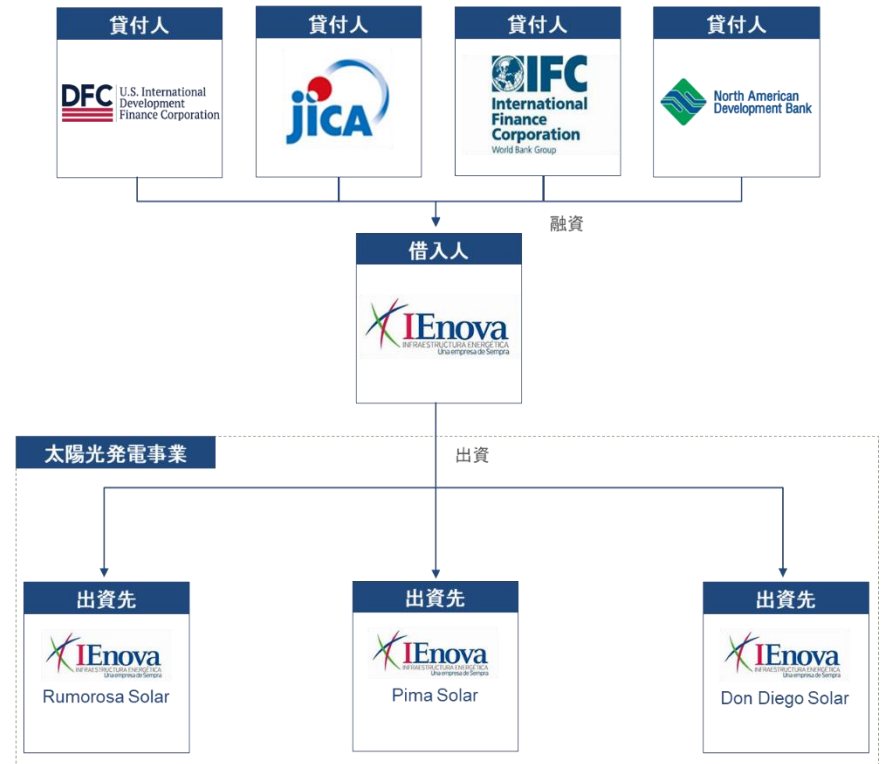 貸付人
貸付人
貸付人
貸付人
DFC
U.S. International
Development
Finance Corporation
jica
IFC
International
Finance
Corporation
World Bank Group
North American
Development Bank
融資
借入人
IEnova
INFRAESTRUCTURA ENERGÉTICA
Una empresa de Sempra
太陽光発電事業
出資
出資先
IEnova
INFRAESTRUCTURA ENERGÉTICA
Una empresa de Sempra
Rumorosa Solar
出資先
IEnova
INFRAESTRUCTURA ENERGÉTICA
Una empresa de Sempra
Pima Solar
出資先
IEnova
INFRAESTRUCTURA ENERGÉTICA
Una empresa de Sempra
Don Diego Solar